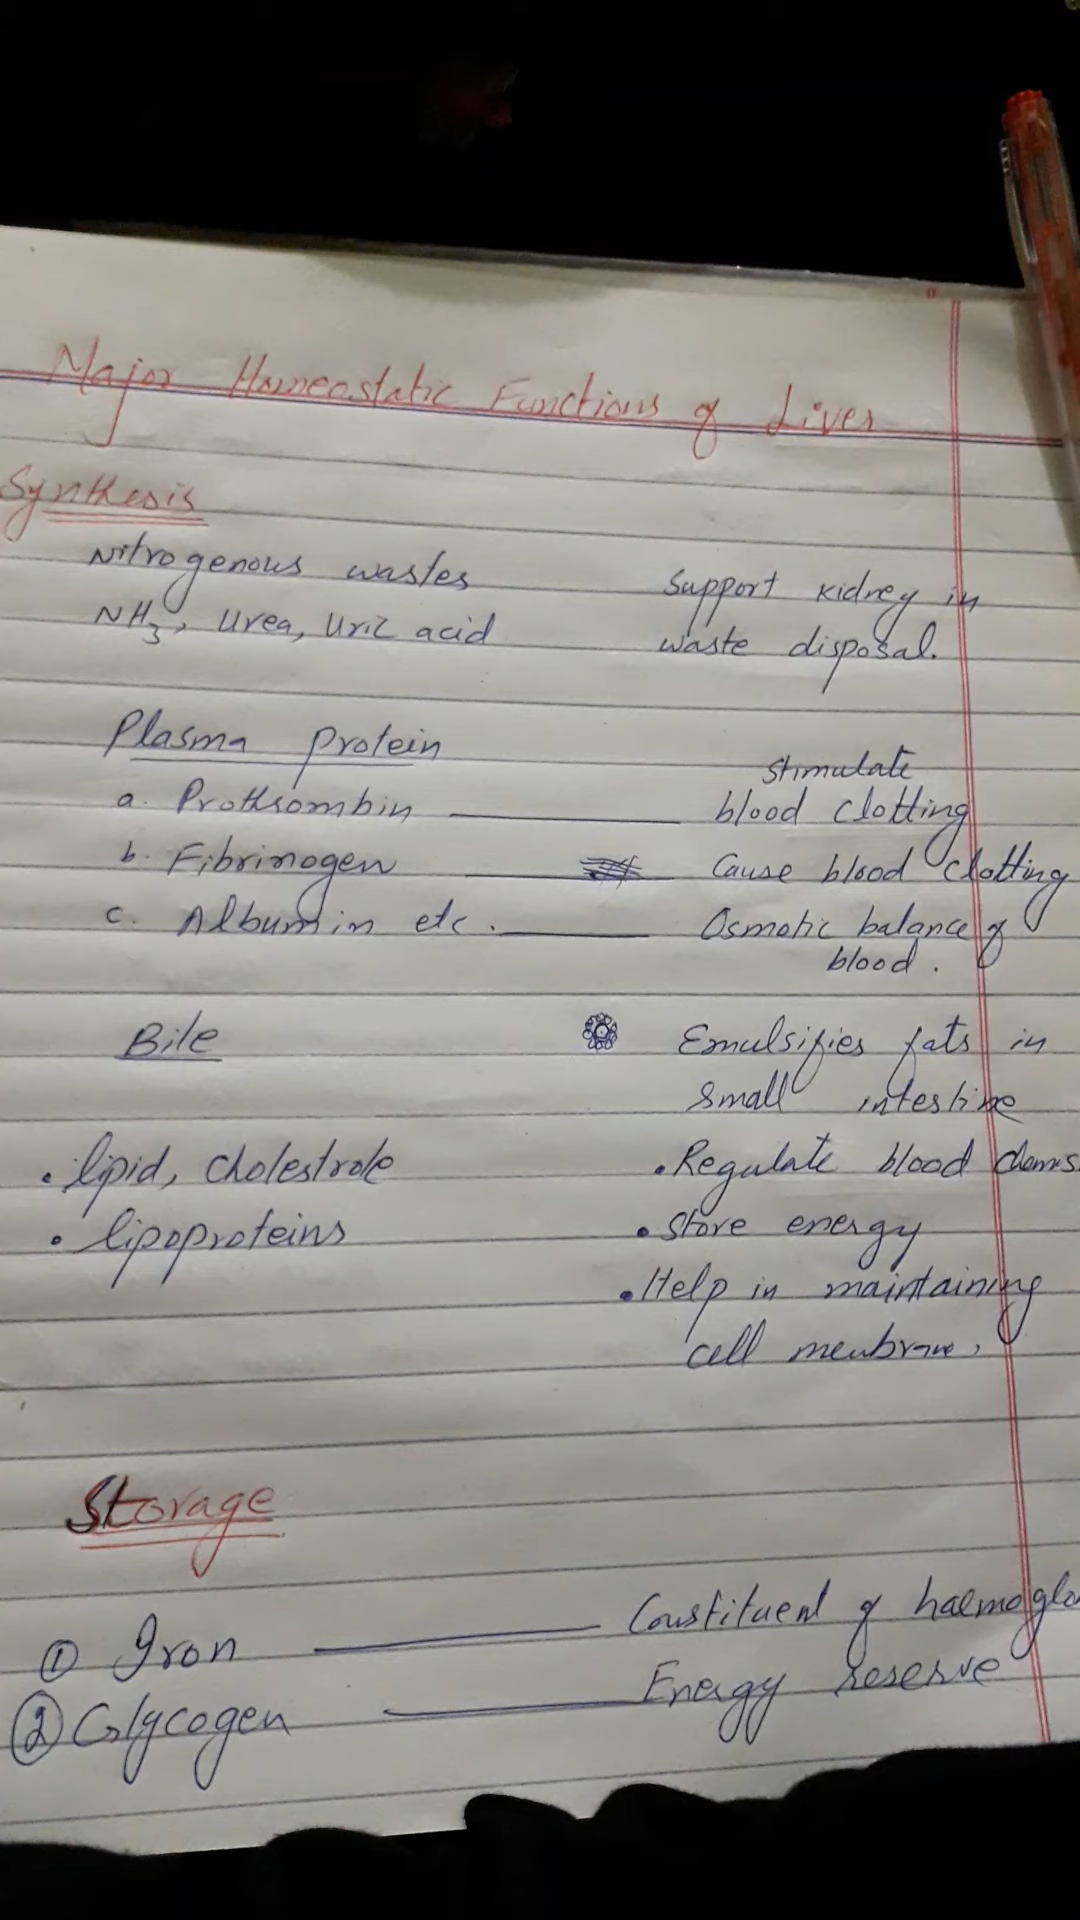 Major Homeostatic Functions of Liver
Synthesis
Nitrogenous wastes Support kidney in
NH3, Urea, Uric acid waste disposal.
Plasma protein
stimulate
a. Prothrombin blood clotting
b. Fibrinogen Cause blood clotting
c. Albumin etc. Osmotic balance of
blood.
Bile Emulsifies fats in
small intestine
• lipid, cholestrole • Regulate blood
• lipoproteins • Store energy
• Help in maintaining
cell
Storage
① Iron Constituent of haemoglo
② Glycogen Energy reserve